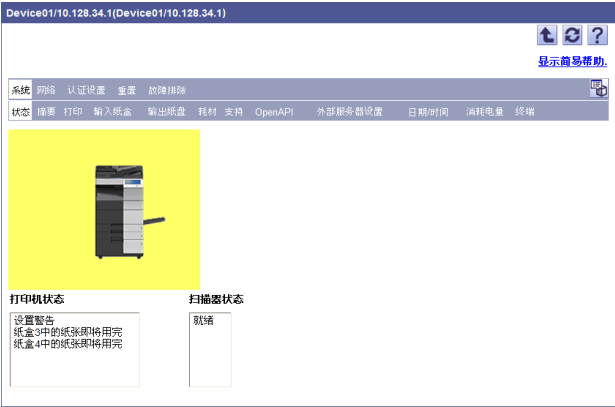 Device01/10.128.34.1(Device01/10.128.34.1)
?
显示简易帮助.
系统 网络 认证设置 重置 故障排除
状态 摘要 打印 输入纸盒 输出纸盘 耗材 支持 OpenAPI 外部服务器设置 日期/时间 消耗电量 终端
打印机状态 扫描器状态
设置警告 就绪
纸盒3中的纸张即将用完
纸盒4中的纸张即将用完